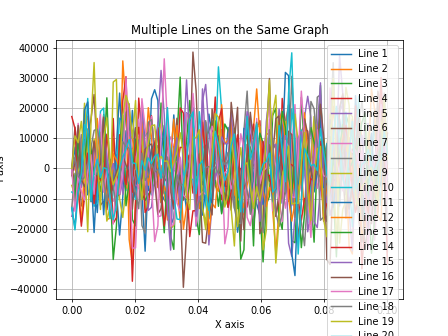 Multiple Lines on the Same Graph
40000
30000
20000
10000
0
−10000
−20000
−30000
−40000
0.00
0.02
0.04
0.06
X axis
Line 1
Line 2
Line 3
Line 4
Line 5
Line 6
Line 7
Line 8
Line 9
Line 10
Line 11
Line 12
Line 13
Line 14
Line 15
Line 16
Line 17
Line 18
Line 19
Line 20